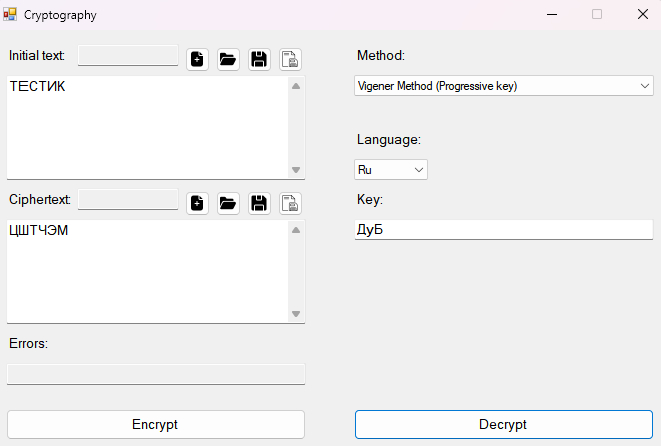 Cryptography
Initial text:
ТЕСТИК
Ciphertext:
ЦШТЧЭМ
Errors:
Encrypt
Method:
Vigener Method (Progressive key)
Language:
Ru
Key:
ДуБ
Decrypt